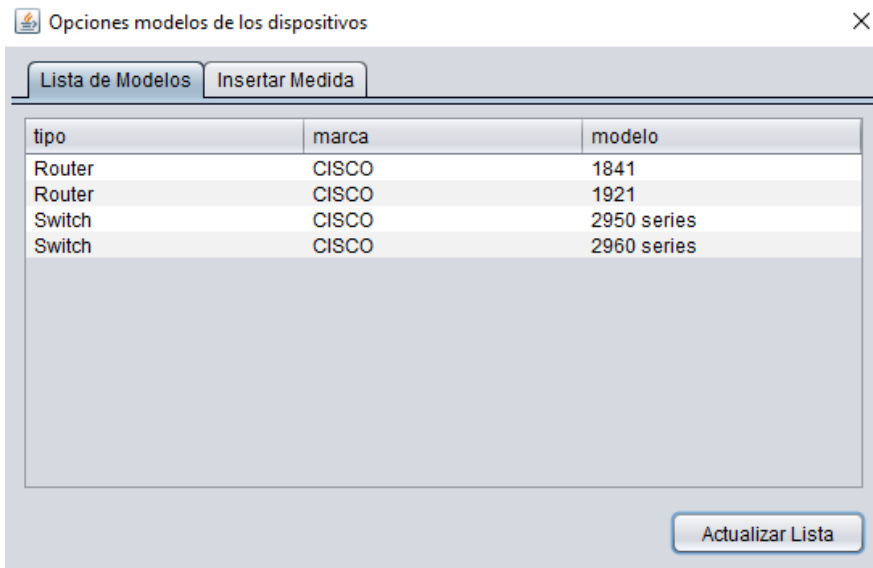 Opciones modelos de los dispositivos
Lista de Modelos Insertar Medida
tipo marca modelo
Router CISCO 1841
Router CISCO 1921
Switch CISCO 2950 series
Switch CISCO 2960 series
Actualizar Lista